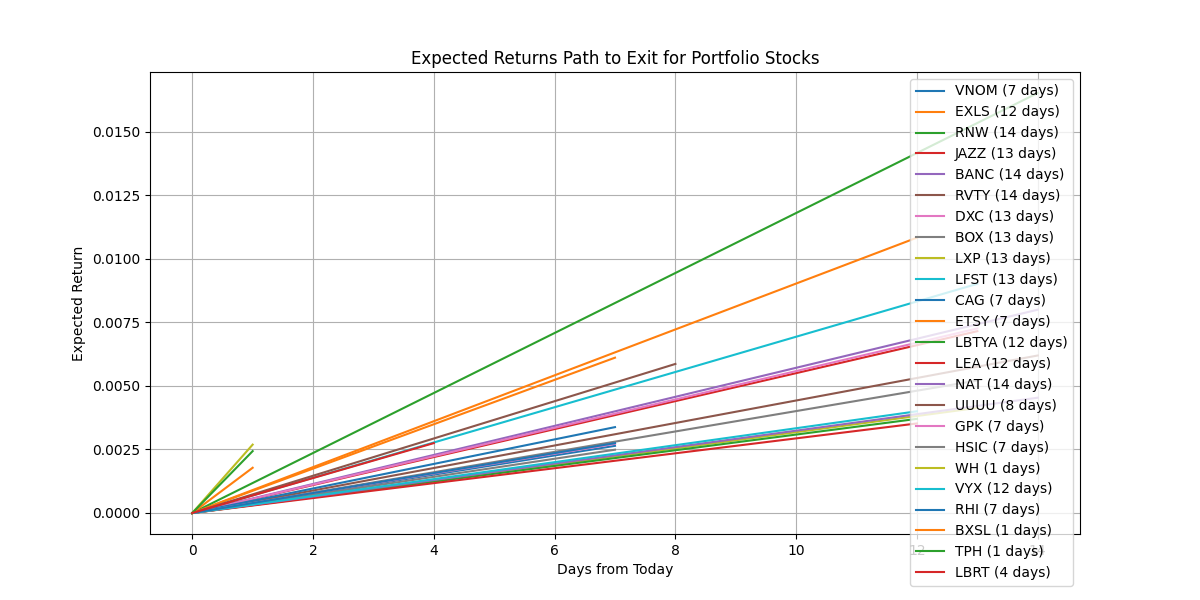 Expected Returns Path to Exit for Portfolio Stocks
Expected Return
0.0150
0.0125
0.0100
0.0075
0.0050
0.0025
0.0000
0 2 4 6 8 10 12 14
Days from Today
VNOM (7 days)
EXLS (12 days)
RNW (14 days)
JAZZ (13 days)
BANC (14 days)
RVTY (14 days)
DXC (13 days)
BOX (13 days)
LXP (13 days)
LFST (13 days)
CAG (7 days)
ETSY (7 days)
LBTYA (12 days)
LEA (12 days)
NAT (14 days)
UUUU (8 days)
GPK (7 days)
HSIC (7 days)
WH (1 days)
VYX (12 days)
RHI (7 days)
BXSL (1 days)
TPH (1 days)
LBRT (4 days)